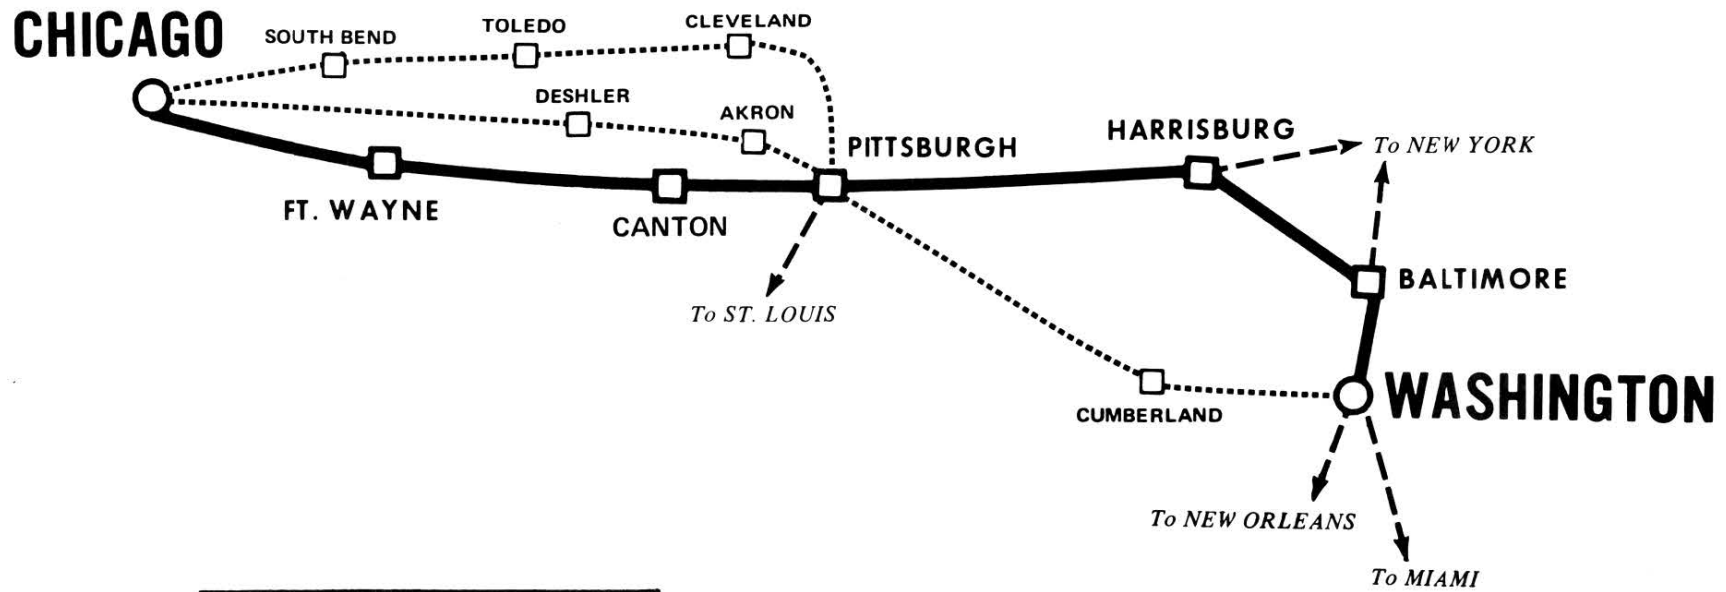 CHICAGO
SOUTH BEND
TOLEDO
CLEVELAND
DESHLER
AKRON
PITTSBURGH
HARRISBURG
To NEW YORK
FT. WAYNE
CANTON
BALTIMORE
To ST. LOUIS
CUMBERLAND
WASHINGTON
To NEW ORLEANS
To MIAMI